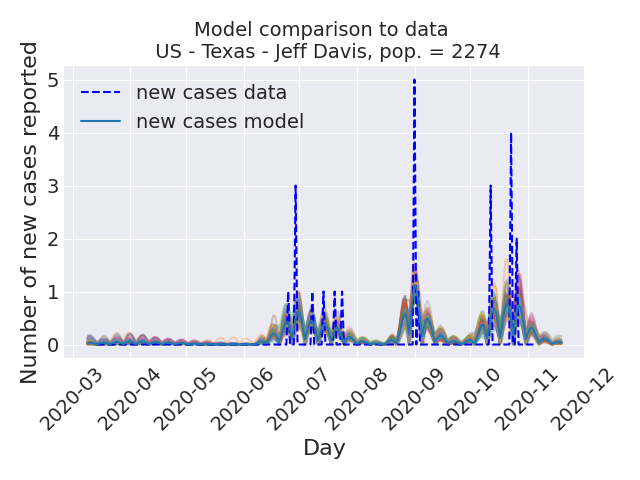 Model comparison to data
US - Texas - Jeff Davis, pop. = 2274
Number of new cases reported
5
4
3
2
1
0
new cases data
new cases model
2020-03
2020-04
2020-05
2020-06
2020-07
2020-08
2020-09
2020-10
2020-11
2020-12
Day